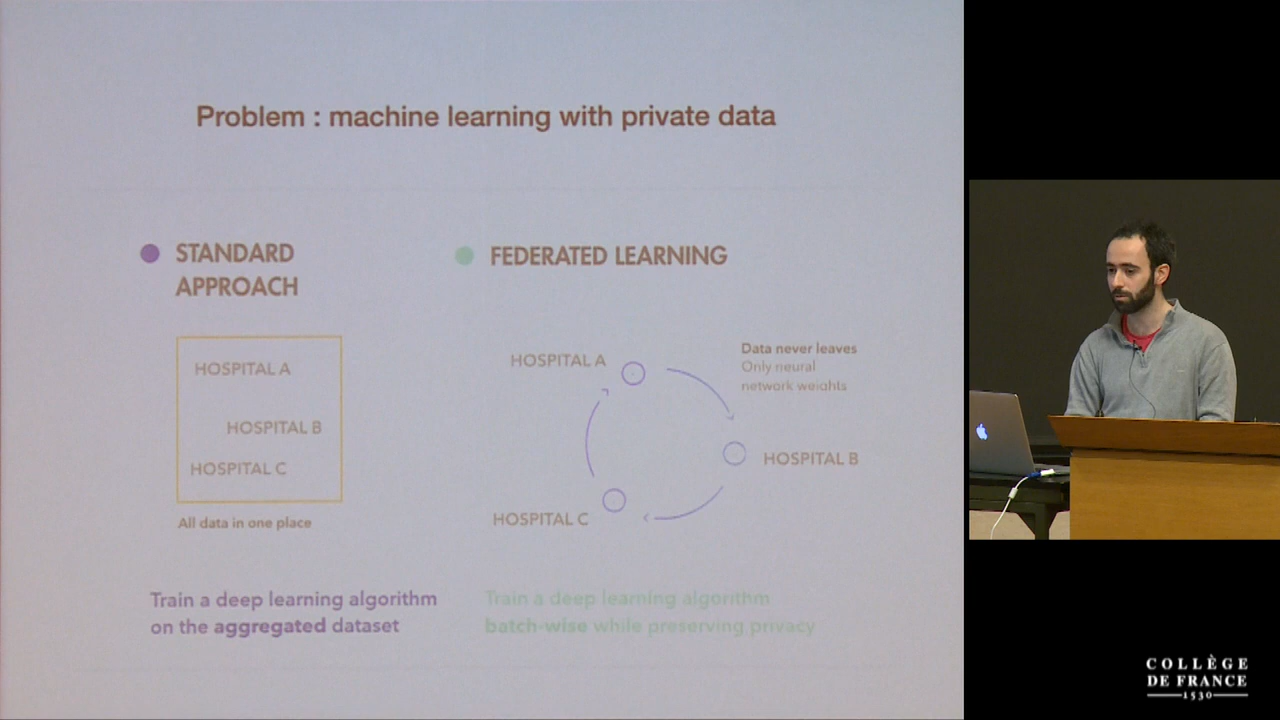 Problem : machine learning with private data
STANDARD
APPROACH
HOSPITAL A
HOSPITAL B
HOSPITAL C
All data in one place
Train a deep learning algorithm
on the aggregated dataset
FEDERATED LEARNING
HOSPITAL A
Data never leaves
Only neural
network weights
HOSPITAL B
HOSPITAL C
Train a deep learning algorithm
batch-wise while preserving privacy
COLLÈGE
DE FRANCE
1530